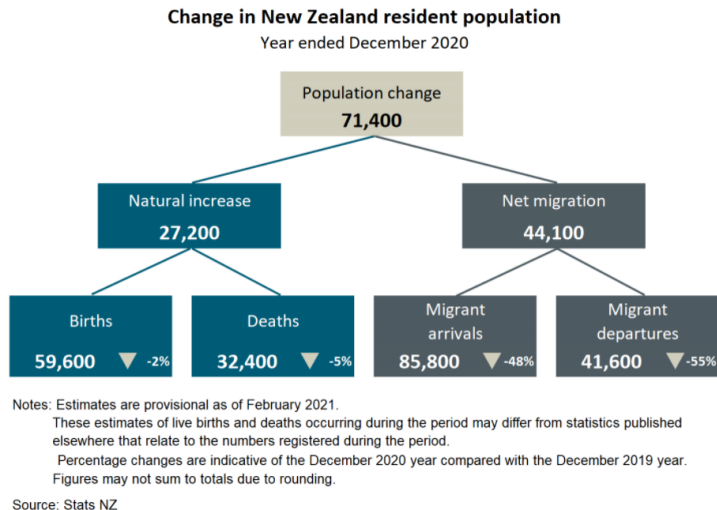 Change in New Zealand resident population
Year ended December 2020
Population change
71,400
Natural increase
27,200
Net migration
44,100
Births
59,600 -2%
Deaths
32,400 -5%
Migrant
arrivals
85,800 -48%
Migrant
departures
41,600 -55%
Notes: Estimates are provisional as of February 2021.
These estimates of live births and deaths occurring during the period may differ from statistics published
elsewhere that relate to the numbers registered during the period.
Percentage changes are indicative of the December 2020 year compared with the December 2019 year.
Figures may not sum to totals due to rounding.
Source: Stats NZ